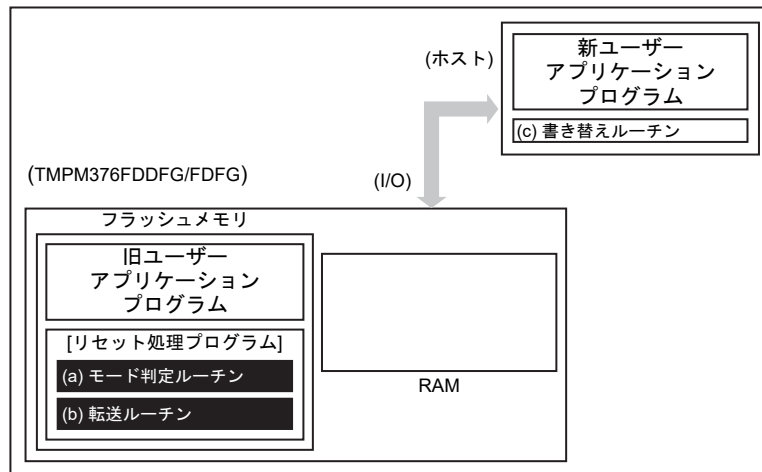 (ホスト)
新ユーザー
アプリケーション
プログラム
(c) 書き替えルーチン
(TMPM376FDDFG/FDFG)
(I/O)
フラッシュメモリ
旧ユーザー
アプリケーション
プログラム
[リセット処理プログラム]
(a) モード判定ルーチン
(b) 転送ルーチン
RAM